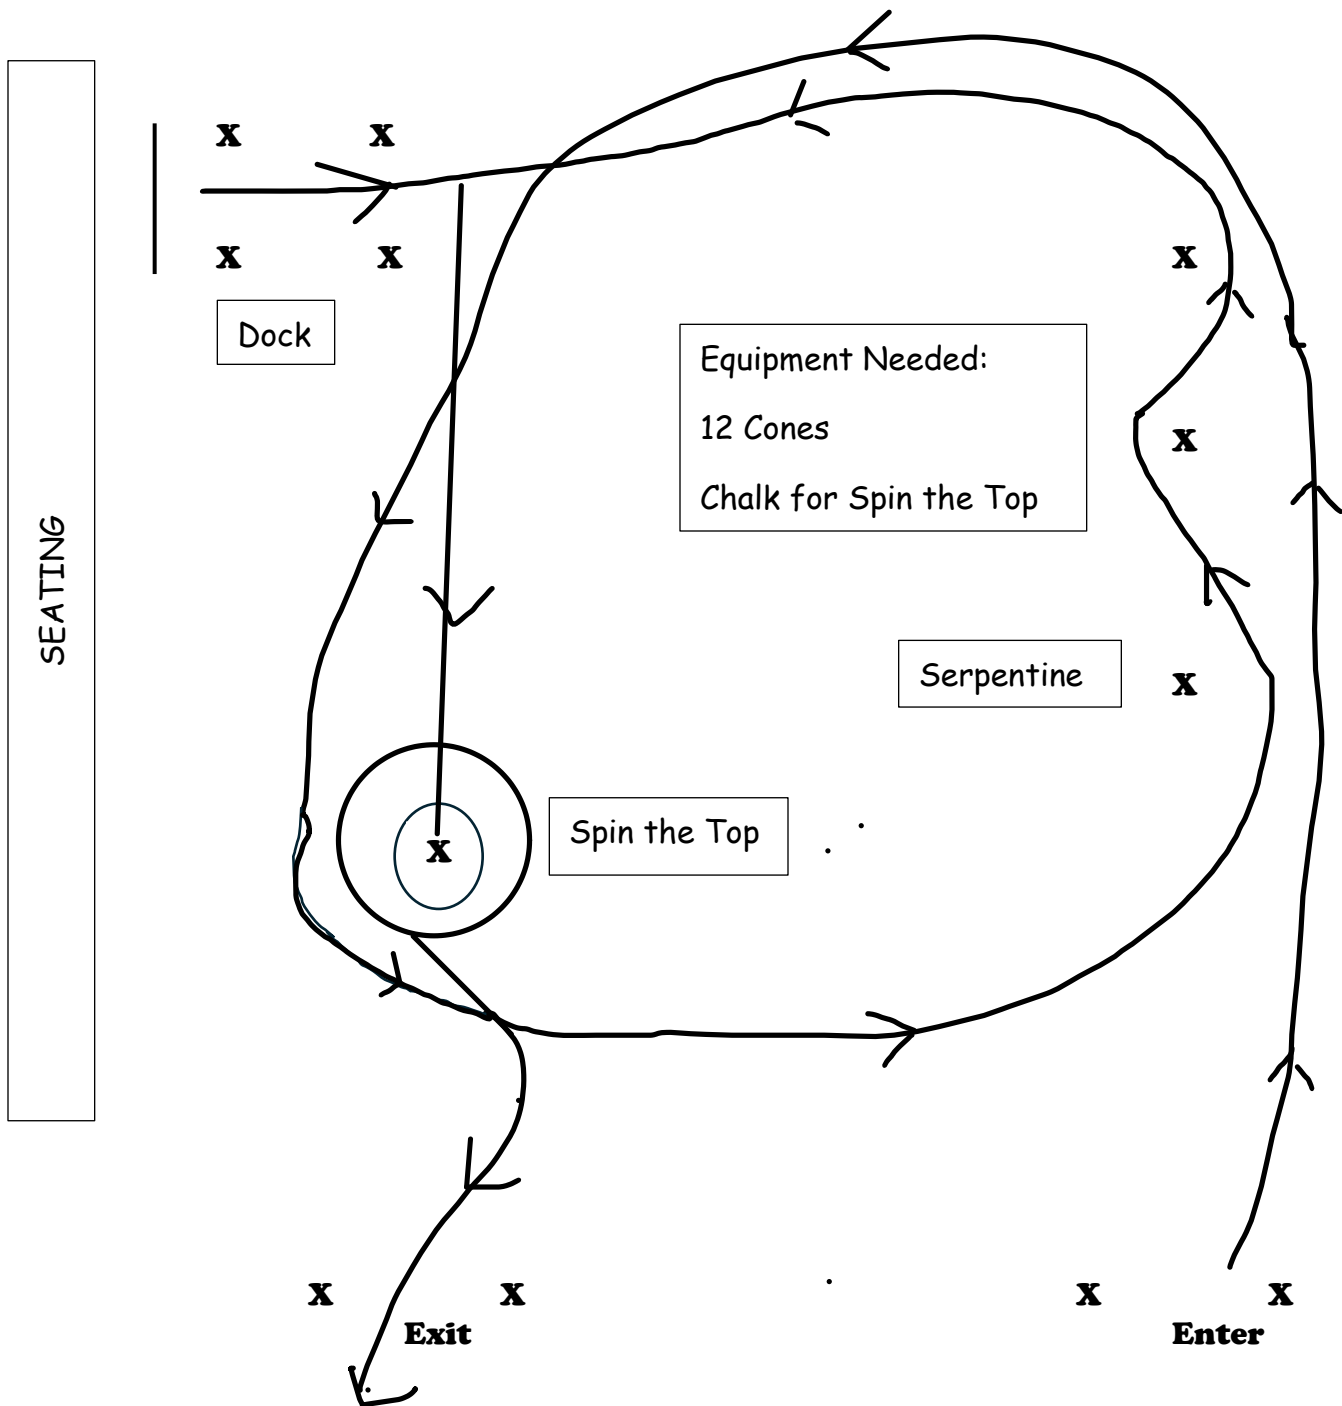 x x
x x
x
Dock
Equipment Needed:
12 Cones
Chalk for Spin the Top
x
SEATING
Serpentine
x
Spin the Top
x
x x x x
Exit Enter